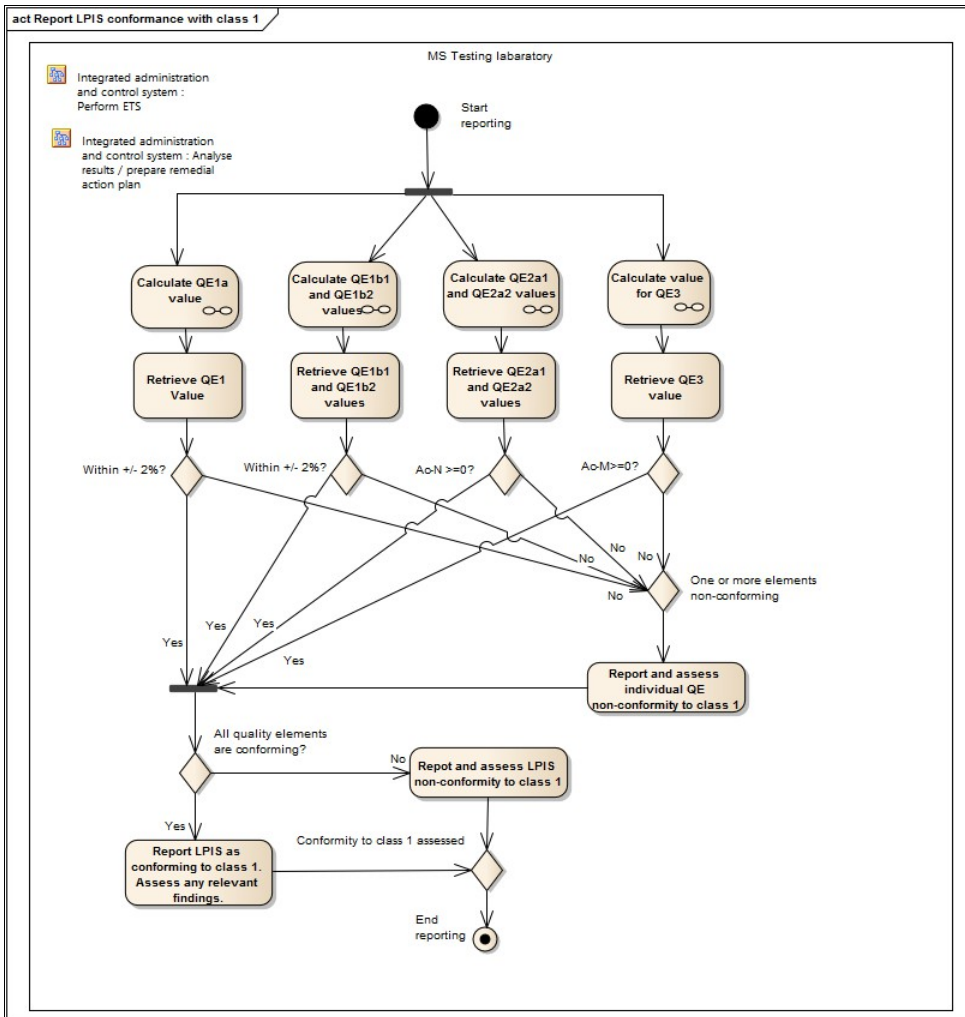 act Report LPIS conformance with class 1
MS Testing labaratory
Integrated administration
and control system :
Perform ETS
Integrated administration
and control system : Analyse
results / prepare remedial
action plan
Start
reporting
Calculate QE1a
value
Calculate QE1b1
and QE1b2
values
Calculate QE2a1
and QE2a2 values
Calculate value
for QE3
Retrieve QE1
Value
Retrieve QE1b1
and QE1b2
values
Retrieve QE2a1
and QE2a2
values
Retrieve QE3
value
Within +/- 2%?
Within +/- 2%?
Ac-N >=0?
Ac-M>=0?
No
No
No
No
One or more elements
non-conforming
Yes
Yes
Yes
Yes
Report and assess
individual QE
non-conformity to class 1
All quality elements
are conforming?
No
Repot and assess LPIS
non-conformity to class 1
Yes
Conformity to class 1 assessed
Report LPIS as
conforming to class 1.
Assess any relevant
findings.
End
reporting